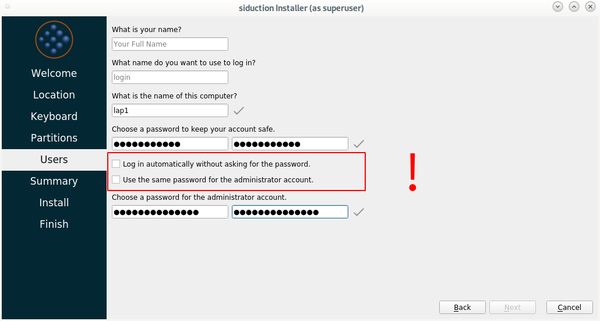 siduction Installer (as superuser)
Welcome
Location
Keyboard
Partitions
Users
Summary
Install
Finish
What is your name?
Your Full Name
What name do you want to use to log in?
login
What is the name of this computer?
lap1
Choose a password to keep your account safe.
●●●●●●●●●●● ●●●●●●●●●●●
Log in automatically without asking for the password.
Use the same password for the administrator account.
!
Choose a password for the administrator account.
●●●●●●●●●●●●●● ●●●●●●●●●●●●●●
Back Next Cancel